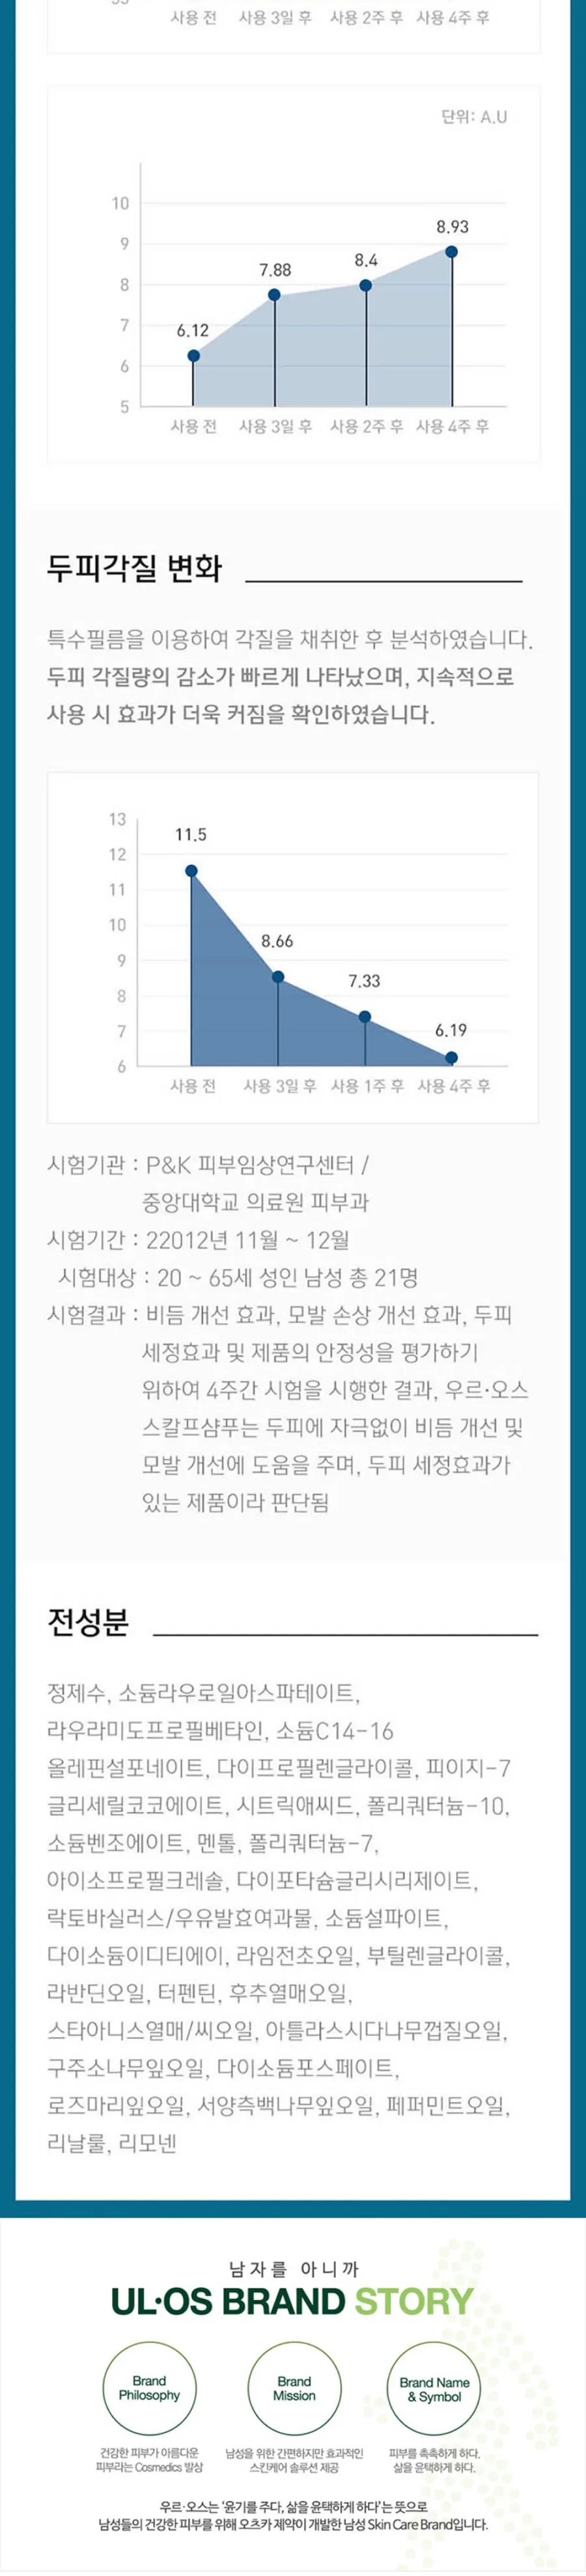 사용 전 사용 3일 후 사용 2주 후 사용 4주 후
단위: A.U
10
9
8
7
6
5
6.12
7.88
8.4
8.93
사용 전 사용 3일 후 사용 2주 후 사용 4주 후
두피각질 변화
특수필름을 이용하여 각질을 채취한 후 분석하였습니다.
두피 각질량의 감소가 빠르게 나타났으며, 지속적으로
사용 시 효과가 더욱 커짐을 확인하였습니다.
13
12
11
10
9
8
7
6
11.5
8.66
7.33
6.19
사용 전 사용 3일 후 사용 1주 후 사용 4주 후
시험기관 : P&K 피부임상연구센터 /
중앙대학교 의료원 피부과
시험기간 : 22012년 11월 ~ 12월
시험대상 : 20 ~ 65세 성인 남성 총 21명
시험결과 : 비듬 개선 효과, 모발 손상 개선 효과, 두피
세정효과 및 제품의 안정성을 평가하기
위하여 4주간 시험을 시행한 결과, 우르·오스
스칼프샴푸는 두피에 자극없이 비듬 개선 및
모발 개선에 도움을 주며, 두피 세정효과가
있는 제품이라 판단됨
전성분
정제수, 소듐라우로일아스파테이트,
라우라미도프로필베타인, 소듐C14-16
올레핀설포네이트, 다이프로필렌글라이콜, 피이지-7
글리세릴코코에이트, 시트릭애씨드, 폴리쿼터늄-10,
소듐벤조에이트, 멘톨, 폴리쿼터늄-7,
아이소프로필크레솔, 다이포타슘글리시리제이트,
락토바실러스/우유발효여과물, 소듐설파이트,
다이소듐이디티에이, 라임전초오일, 부틸렌글라이콜,
라반딘오일, 터펜틴, 후추열매오일,
스타아니스열매/씨오일, 아틀라스시다나무껍질오일,
구주소나무잎오일, 다이소듐포스페이트,
로즈마리잎오일, 서양측백나무잎오일, 페퍼민트오일,
리날룰, 리모넨
남자를 아니까
UL·OS BRAND STORY
Brand
Philosophy
Brand
Mission
Brand Name
& Symbol
건강한 피부가 아름다운
피부라는 Cosmedics 발상
남성을 위한 간편하지만 효과적인
스킨케어 솔루션 제공
피부를 촉촉하게 하다.
삶을 윤택하게 하다.
우르·오스는 '윤기를 주다, 삶을 윤택하게 하다'는 뜻으로
남성들의 건강한 피부를 위해 오츠카 제약이 개발한 남성 Skin Care Brand입니다.